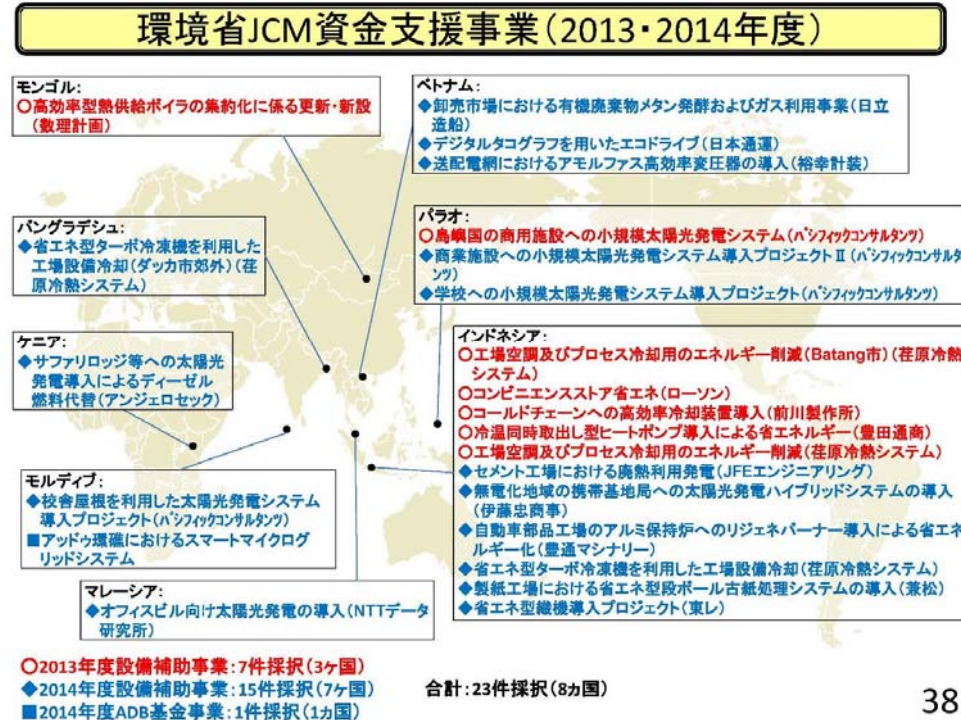 環境省JCM資金支援事業(2013・2014年度)
モンゴル:
○高効率型熱供給ボイラの集約化に係る更新・新設
(数理計画)
ベトナム:
◆卸売市場における有機廃棄物メタン発酵およびガス利用事業(日立
造船)
◆デジタルタコグラフを用いたエコドライブ(日本通運)
◆送配電網におけるアモルファス高効率変圧器の導入(裕幸計装)
バングラデシュ:
◆省エネ型ターボ冷凍機を利用した
工場設備冷却(ダッカ市郊外)(荏
原冷熱システム)
パラオ:
○島嶼国の商用施設への小規模太陽光発電システム(パシフィックコンサルタンツ)
◆商業施設への小規模太陽光発電システム導入プロジェクトⅡ(パシフィックコンサルタ
ンツ)
◆学校への小規模太陽光発電システム導入プロジェクト(パシフィックコンサルタンツ)
ケニア:
◆サファリロッジ等への太陽光
発電導入によるディーゼル
燃料代替(アンジェロセック)
インドネシア:
○工場空調及びプロセス冷却用のエネルギー削減(Batang市)(荏原冷熱
システム)
○コンビニエンスストア省エネ(ローソン)
○コールドチェーンへの高効率冷却装置導入(前川製作所)
○冷温同時取出し型ヒートポンプ導入による省エネルギー(豊田通商)
○工場空調及びプロセス冷却用のエネルギー削減(荏原冷熱システム)
◆セメント工場における廃熱利用発電(JFEエンジニアリング)
◆無電化地域の携帯基地局への太陽光発電ハイブリッドシステムの導入
(伊藤忠商事)
◆自動車部品工場のアルミ保持炉へのリジェネバーナー導入による省エネ
ルギー化(豊通マシナリー)
◆省エネ型ターボ冷凍機を利用した工場設備冷却(荏原冷熱システム)
◆製紙工場における省エネ型段ボール古紙処理システムの導入(兼松)
◆省エネ型織機導入プロジェクト(東レ)
モルディブ:
◆校舎屋根を利用した太陽光発電システム
導入プロジェクト(パシフィックコンサルタンツ)
■アッドゥ環礁におけるスマートマイクログ
リッドシステム
マレーシア:
◆オフィスビル向け太陽光発電の導入(NTTデータ
研究所)
○2013年度設備補助事業:7件採択(3ヶ国)
◆2014年度設備補助事業:15件採択(7ヶ国)
■2014年度ADB基金事業:1件採択(1カ国)
合計:23件採択(8カ国)
38